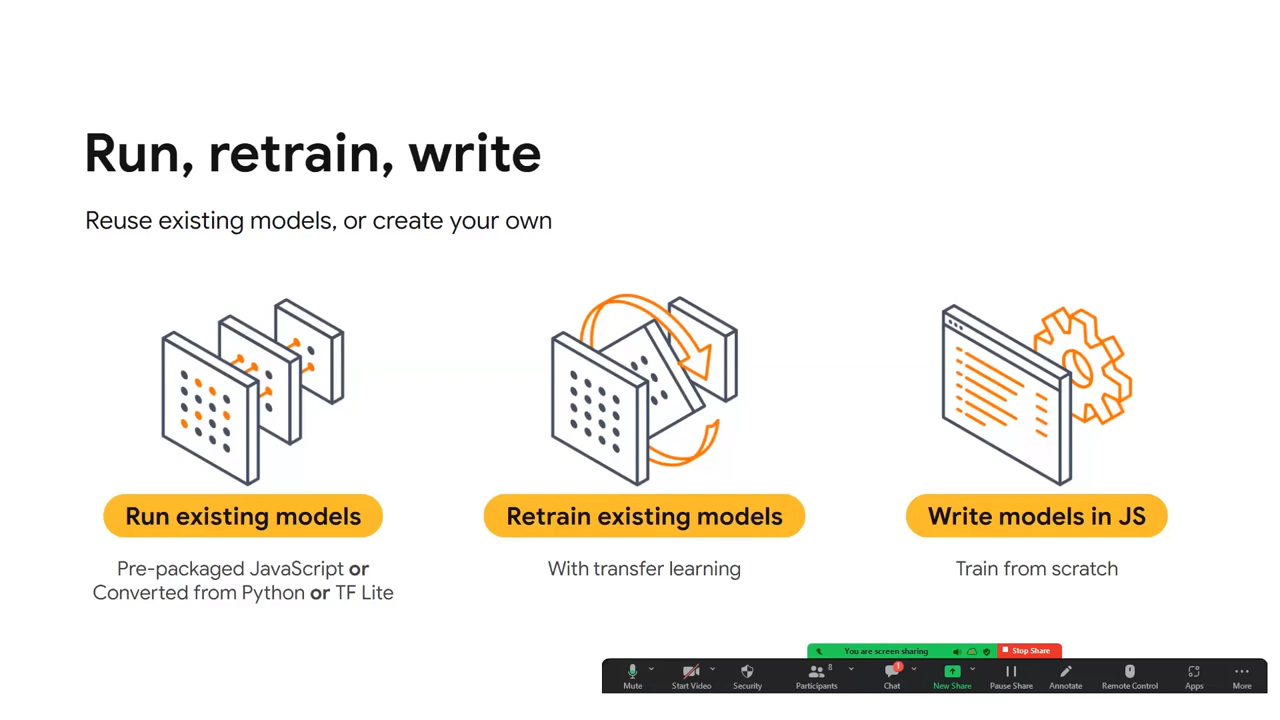 Run, retrain, write
Reuse existing models, or create your own
Run existing models
Retrain existing models
Write models in JS
Pre-packaged JavaScript or
Converted from Python or TF Lite
With transfer learning
Train from scratch
You are screen sharing
Stop Share
Mute
Start Video
Security
Participants
8
Chat
1
New Share
Pause Share
Annotate
Remote Control
Apps
More